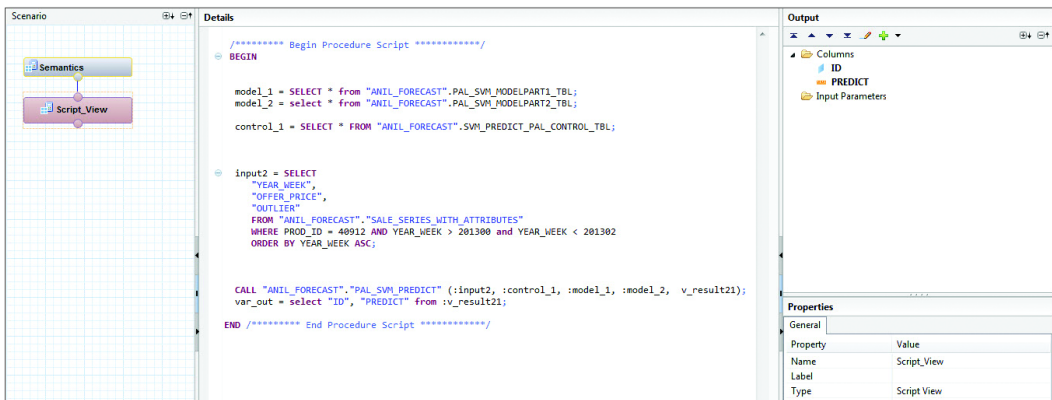 Scenario
Semantics
Script_View
Details
/********* Begin Procedure Script ************/
BEGIN
model_1 = SELECT * from "ANIL_FORECAST".PAL_SVM_MODELPART1_TBL;
model_2 = select * from "ANIL_FORECAST".PAL_SVM_MODELPART2_TBL;
control_1 = SELECT * FROM "ANIL_FORECAST".SVM_PREDICT_PAL_CONTROL_TBL;
input2 = SELECT
"YEAR_WEEK",
"OFFER_PRICE",
"OUTLIER"
FROM "ANIL_FORECAST"."SALE_SERIES_WITH_ATTRIBUTES"
WHERE PROD_ID = 40912 AND YEAR_WEEK > 201300 and YEAR_WEEK < 201302
ORDER BY YEAR_WEEK ASC;
CALL "ANIL_FORECAST"."PAL_SVM_PREDICT" (:input2, :control_1, :model_1, :model_2, v_result21);
var_out = select "ID", "PREDICT" from :v_result21;
END /********* End Procedure Script ************/
Output
Columns
ID
PREDICT
Input Parameters
Properties
General
Property Value
Name Script_View
Label
Type Script View